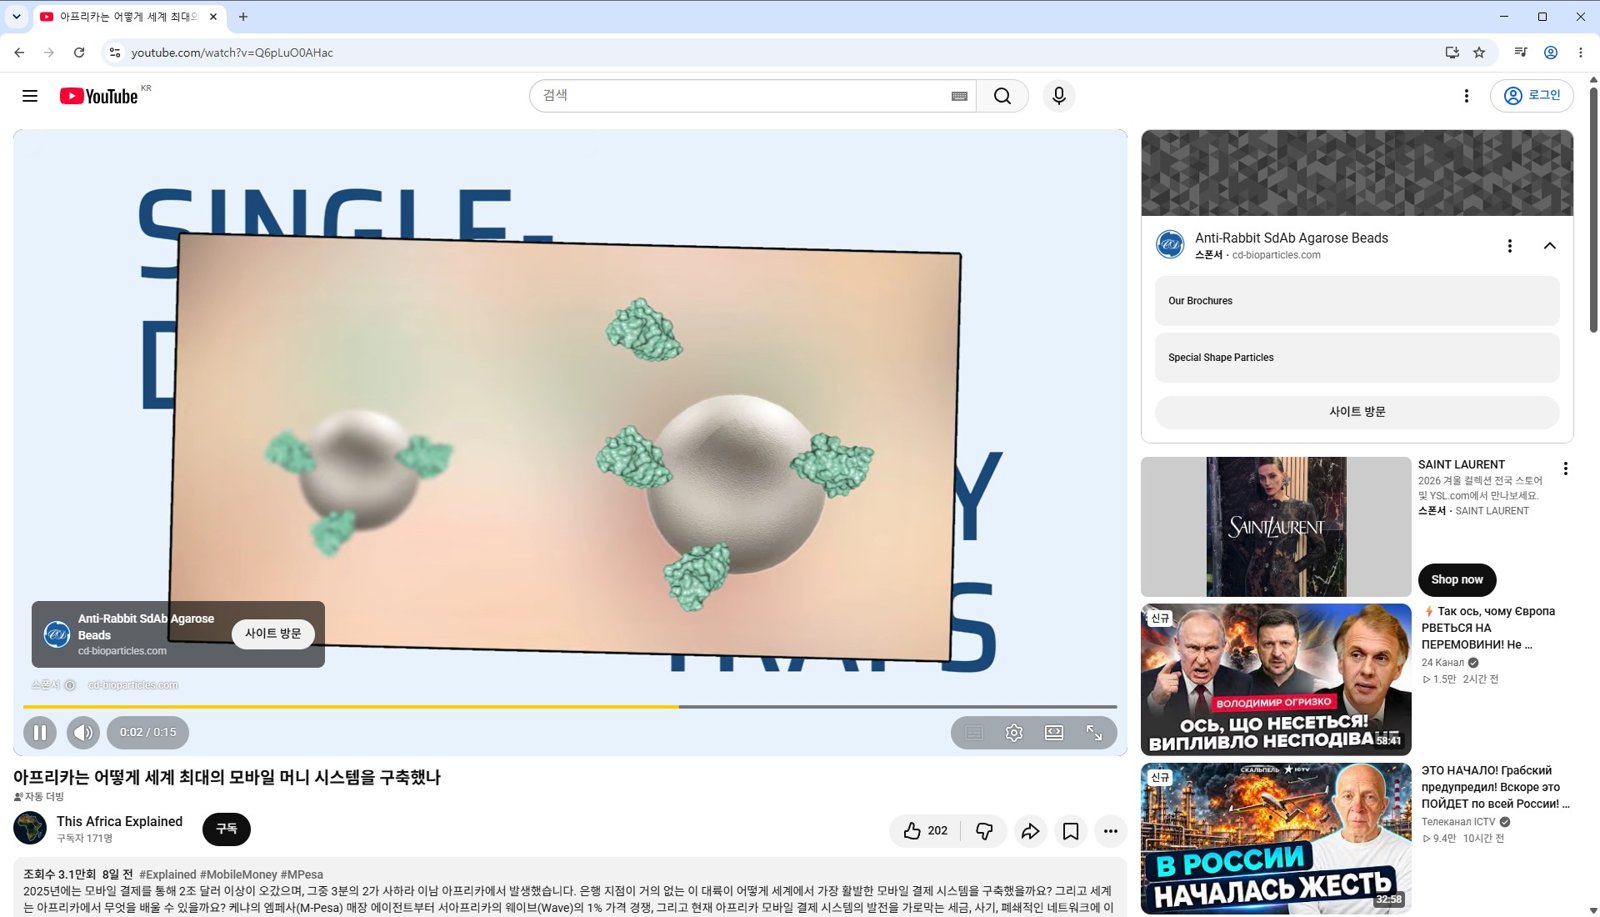 아프리카는 어떻게 세계 최대의
youtube.com/watch?v=Q6pLuO0AHac
YouTube KR
검색
로그인
SINGLE-
D
Y
TRAPS
Anti-Rabbit SdAb Agarose
Beads
cd-bioparticles.com
사이트 방문
스폰서
cd-bioparticles.com
0:02 / 0:15
아프리카는 어떻게 세계 최대의 모바일 머니 시스템을 구축했나
자동 더빙
This Africa Explained
구독자 171명
구독
202
조회수 3.1만회 8일 전 #Explained #MobileMoney #MPesa
2025년에는 모바일 결제를 통해 2조 달러 이상이 오갔으며, 그중 3분의 2가 사하라 이남 아프리카에서 발생했습니다. 은행 지점이 거의 없는 이 대륙이 어떻게 세계에서 가장 활발한 모바일 결제 시스템을 구축했을까요? 그리고 세계
는 아프리카에서 무엇을 배울 수 있을까요? 케냐의 엠페사(M-Pesa) 매장 에이전트부터 서아프리카의 웨이브(Wave)의 1% 가격 경쟁, 그리고 현재 아프리카 모바일 결제 시스템의 발전을 가로막는 세금, 사기, 폐쇄적인 네트워크에 이
Anti-Rabbit SdAb Agarose Beads
스폰서 · cd-bioparticles.com
Our Brochures
Special Shape Particles
사이트 방문
SAINT LAURENT
SAINT LAURENT
2026 겨울 컬렉션 전국 스토어
및 YSL.com에서 만나보세요.
스폰서 · SAINT LAURENT
Shop now
신규
ВОЛОДИМИР ОГРИЗКО
ОСЬ, ЩО НЕСЕТЬСЯ!
ВИПЛИВЛО НЕСПОДІВА
58:41
Так ось, чому Європа
РВЕТЬСЯ НА
ПЕРЕМОВИНИ! Не ...
24 Канал
1.5만 2시간 전
신규
СКАЛЬПЕЛЬ ICTV
В РОССИИ
НАЧАЛАСЬ ЖЕСТЬ
32:58
ЭТО НАЧАЛО! Грабский
предупредил! Вскоре это
ПОЙДЕТ по всей России! ...
Телеканал ICTV
9.4만 10시간 전